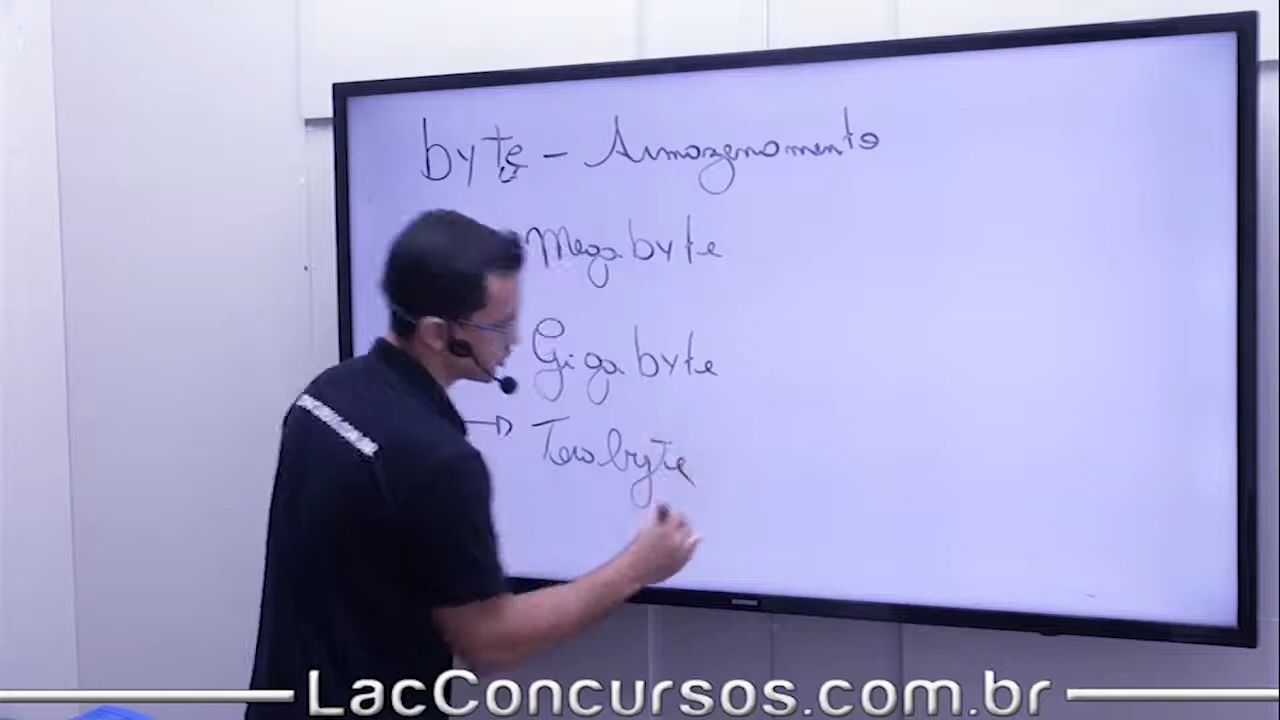 byte - Armazenamento
Megabyte
Gigabyte
→ Terabyte
LacConcursos.com.br